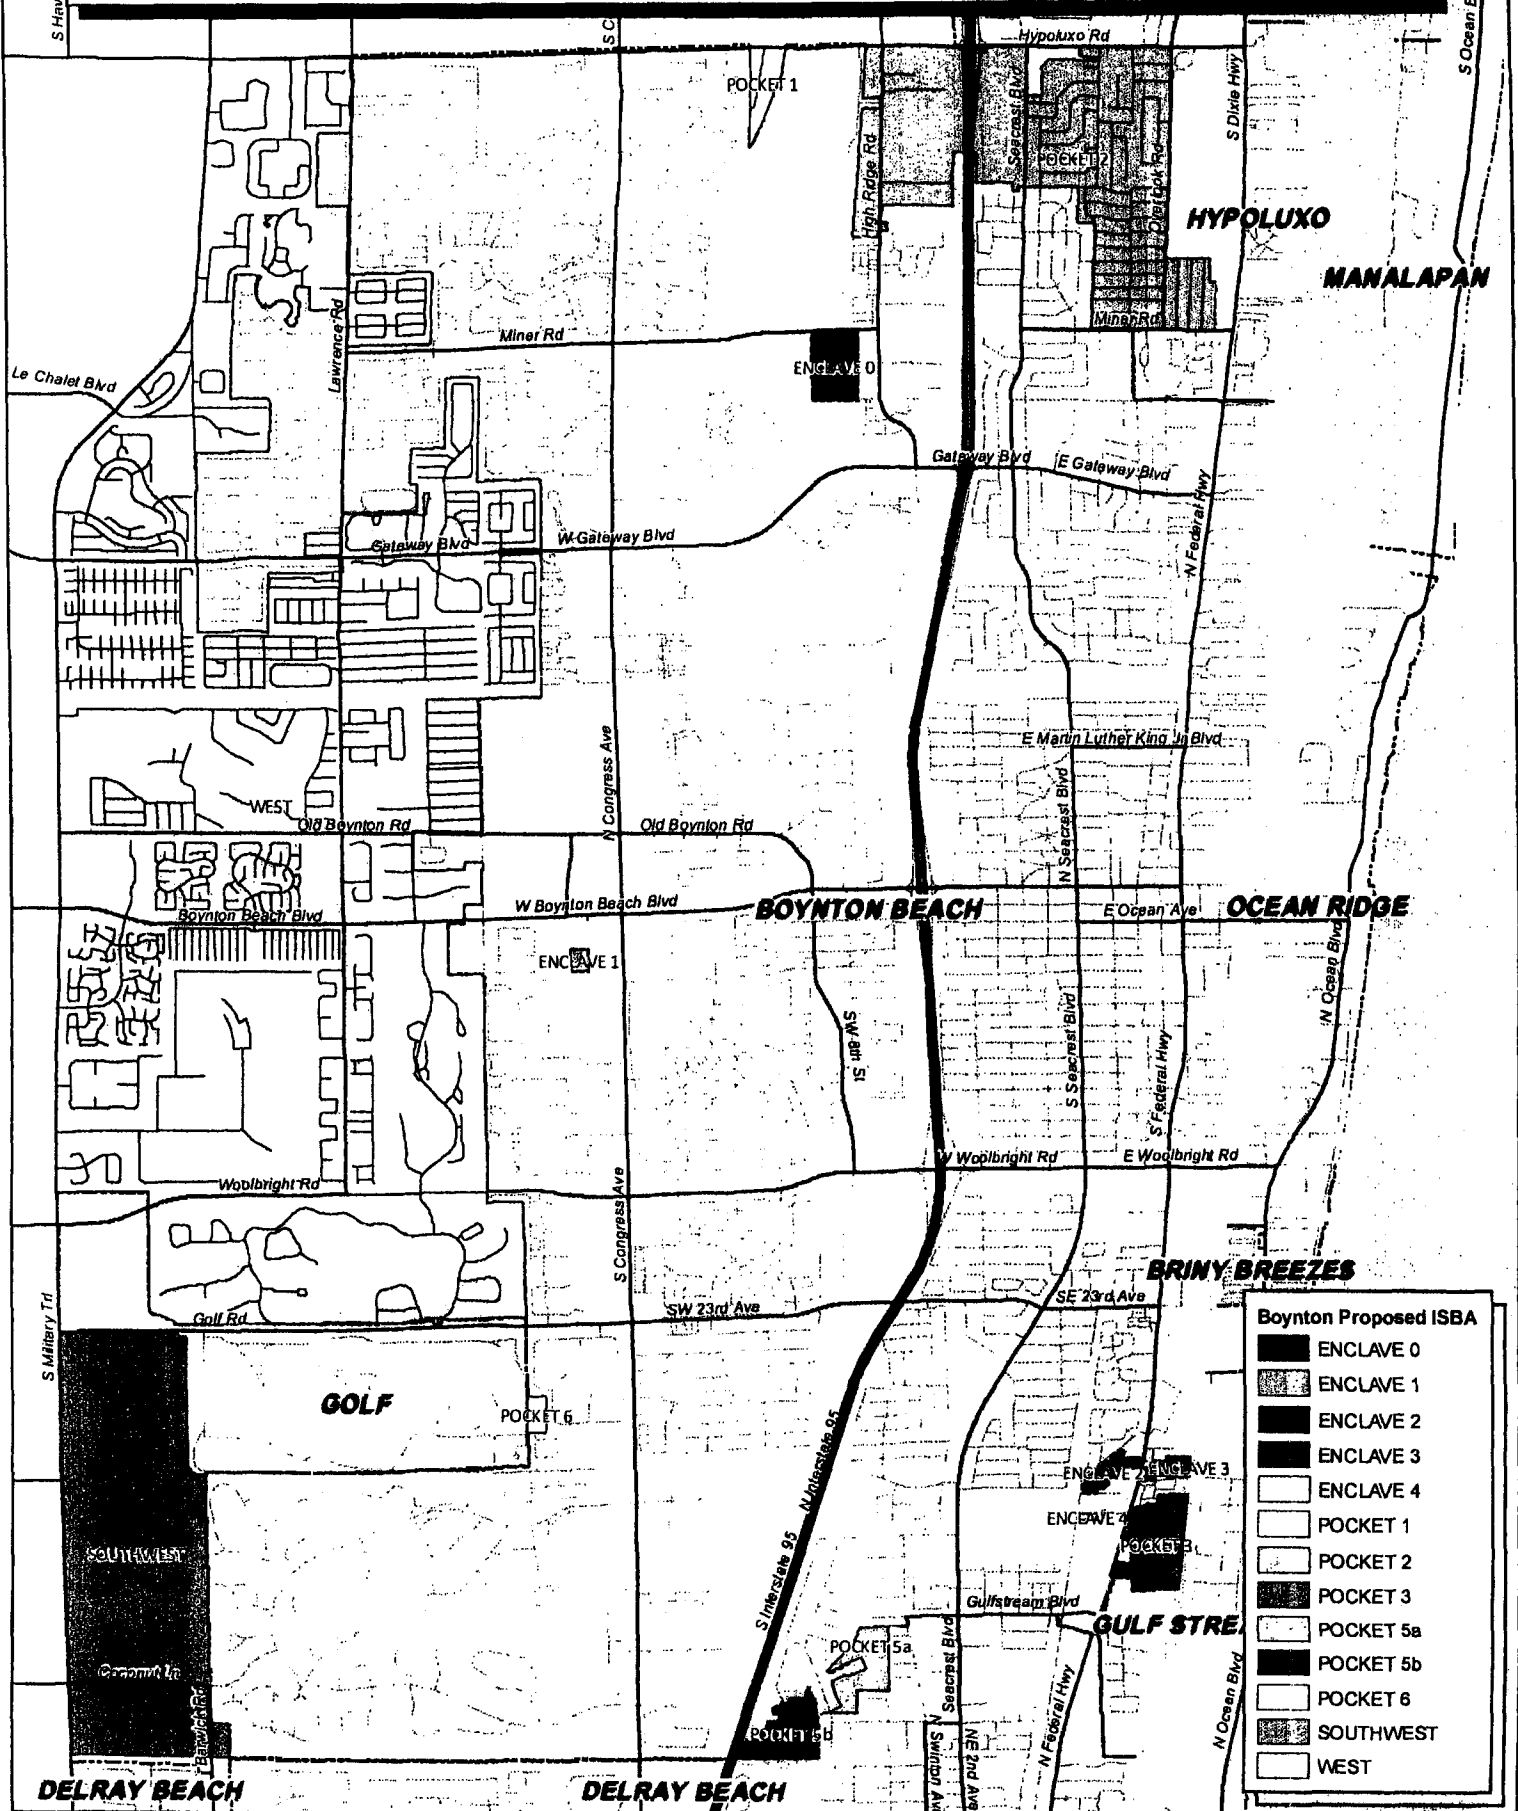 S Ocean B
Hypoluxo Rd
POCKET 1
S Dixie Hwy
Seacrest Blvd
High Ridge Rd
POCKET 2
Overlook Rd
HYPOLUXO
MANALAPAN
Lawrence Rd
Miner Rd
Miner Rd
Le Chalet Blvd
ENCLAVE 0
Gateway Blvd
E Gateway Blvd
N Federal Hwy
Gateway Blvd
W Gateway Blvd
E Martin Luther King Jr Blvd
N Congress Ave
N Seacrest Blvd
WEST
Old Boynton Rd
Old Boynton Rd
W Boynton Beach Blvd
BOYNTON BEACH
E Ocean Ave
OCEAN RIDGE
Boynton Beach Blvd
ENCLAVE 1
N Ocean Blvd
SW 8th St
S Seacrest Blvd
S Federal Hwy
W Woolbright Rd
E Woolbright Rd
Woolbright Rd
S Congress Ave
BRINY BREEZES
SE 23rd Ave
SW 23rd Ave
S Military Trl
Golf Rd
GOLF
POCKET 6
N Interstate 95
ENCLAVE 2
ENCLAVE 3
ENCLAVE 4
POCKET 3
SOUTHWEST
S Interstate 95
Gulfstream Blvd
GULF STREA
POCKET 5a
Seacrest Blvd
Coconut Ln
Barwick Rd
POCKET 5b
N Swinton Av
NE 2nd Ave
N Federal Hwy
N Ocean Blvd
DELRAY BEACH
DELRAY BEACH
Boynton Proposed ISBA
ENCLAVE 0
ENCLAVE 1
ENCLAVE 2
ENCLAVE 3
ENCLAVE 4
POCKET 1
POCKET 2
POCKET 3
POCKET 5a
POCKET 5b
POCKET 6
SOUTHWEST
WEST